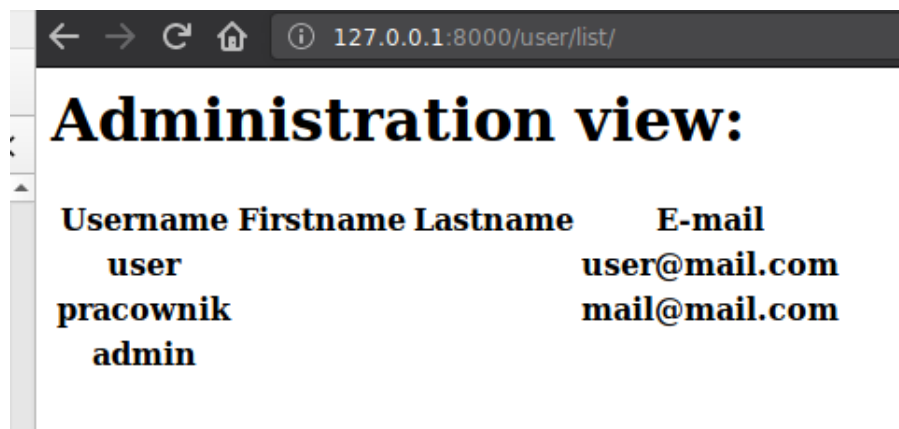 127.0.0.1:8000/user/list/
Administration view:
Username Firstname Lastname E-mail
user user@mail.com
pracownik mail@mail.com
admin